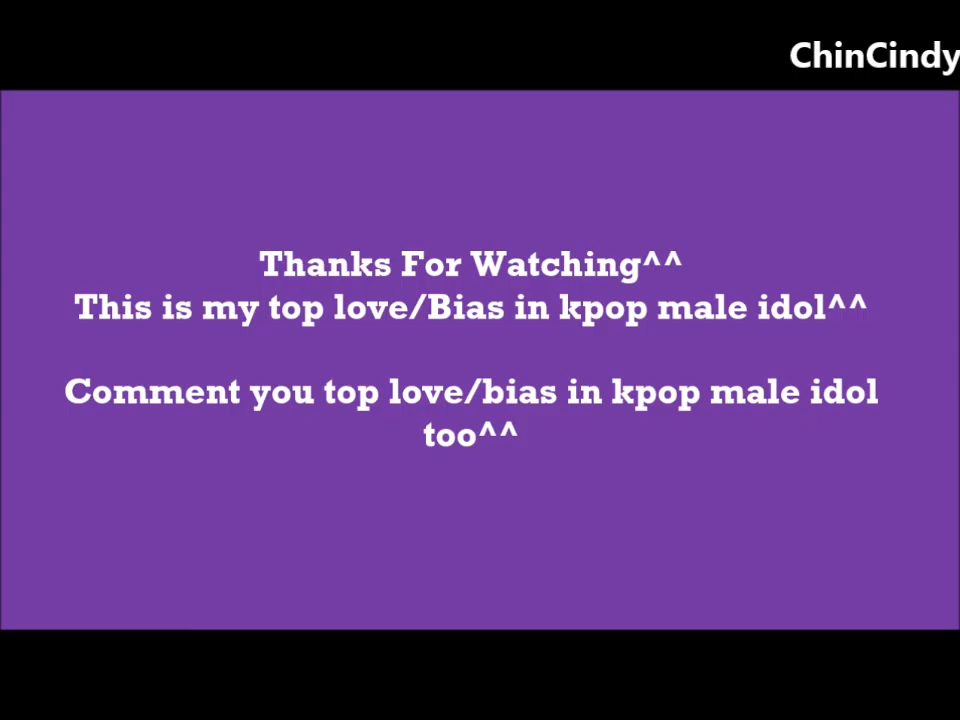 ChinCindy
Thanks For Watching^^
This is my top love/Bias in kpop male idol^^
Comment you top love/bias in kpop male idol
too^^